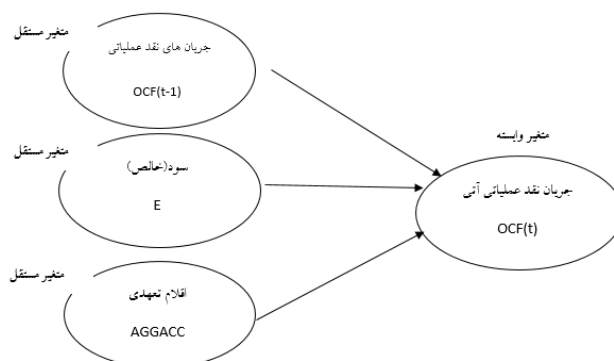 متغیر مستقل
جریان های نقد عملیاتی
OCF(t-1)
متغیر مستقل
سود(خالص)
E
متغیر مستقل
اقلام تعهدی
AGGACC
متغیر وابسته
جریان نقد عملیاتی آتی
OCF(t)